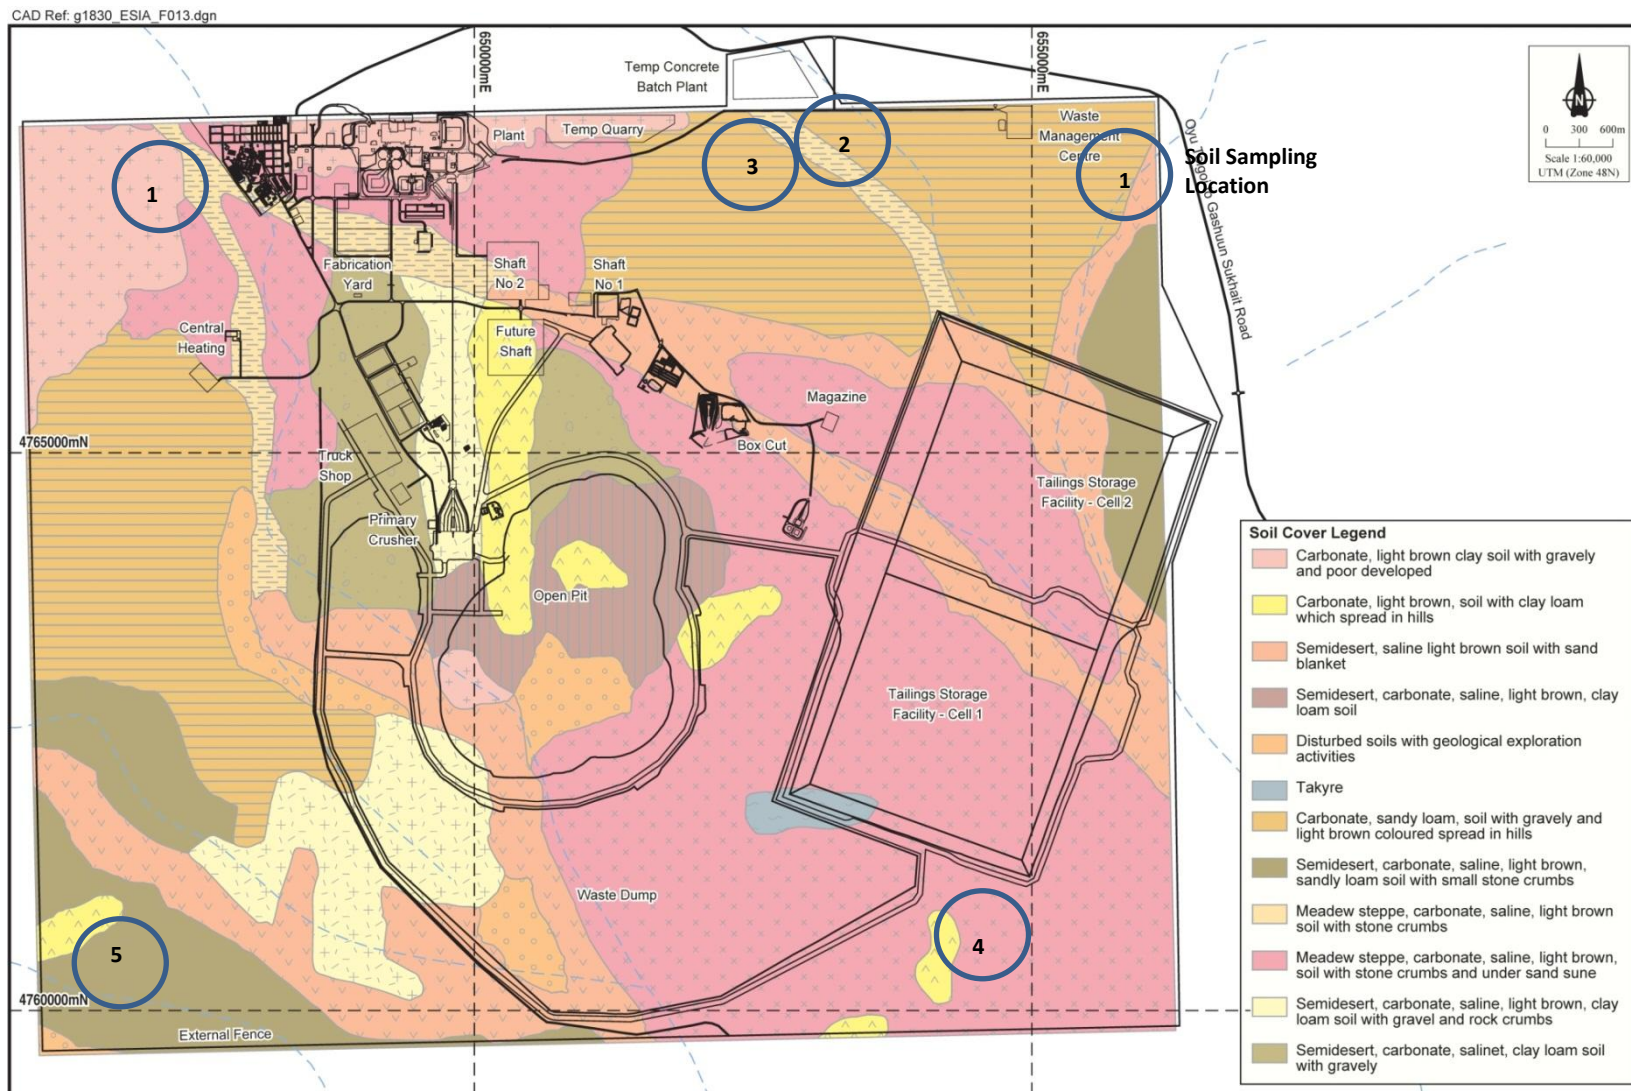 CAD Ref: g1830_ESIA_F013.dgn
650000mE
655000mE
Temp Concrete
Batch Plant
N
0 300 600m
Scale 1:60,000
UTM (Zone 48N)
Plant
Temp Quarry
Waste
Management
Centre
2
3
1
1
Soil Sampling
Location
Oyu Tolgoi to Gashuun Sukhait Road
Fabrication
Yard
Shaft
No 2
Shaft
No 1
Central
Heating
Future
Shaft
Magazine
4765000mN
Box Cut
Truck
Shop
Tailings Storage
Facility - Cell 2
Primary
Crusher
Open Pit
Tailings Storage
Facility - Cell 1
Waste Dump
5
4
4760000mN
External Fence
Soil Cover Legend
Carbonate, light brown clay soil with gravely
and poor developed
Carbonate, light brown, soil with clay loam
which spread in hills
Semidesert, saline light brown soil with sand
blanket
Semidesert, carbonate, saline, light brown, clay
loam soil
Disturbed soils with geological exploration
activities
Takyre
Carbonate, sandy loam, soil with gravely and
light brown coloured spread in hills
Semidesert, carbonate, saline, light brown,
sandly loam soil with small stone crumbs
Meadew steppe, carbonate, saline, light brown
soil with stone crumbs
Meadew steppe, carbonate, saline, light brown,
soil with stone crumbs and under sand sune
Semidesert, carbonate, saline, light brown, clay
loam soil with gravel and rock crumbs
Semidesert, carbonate, salinet, clay loam soil
with gravely